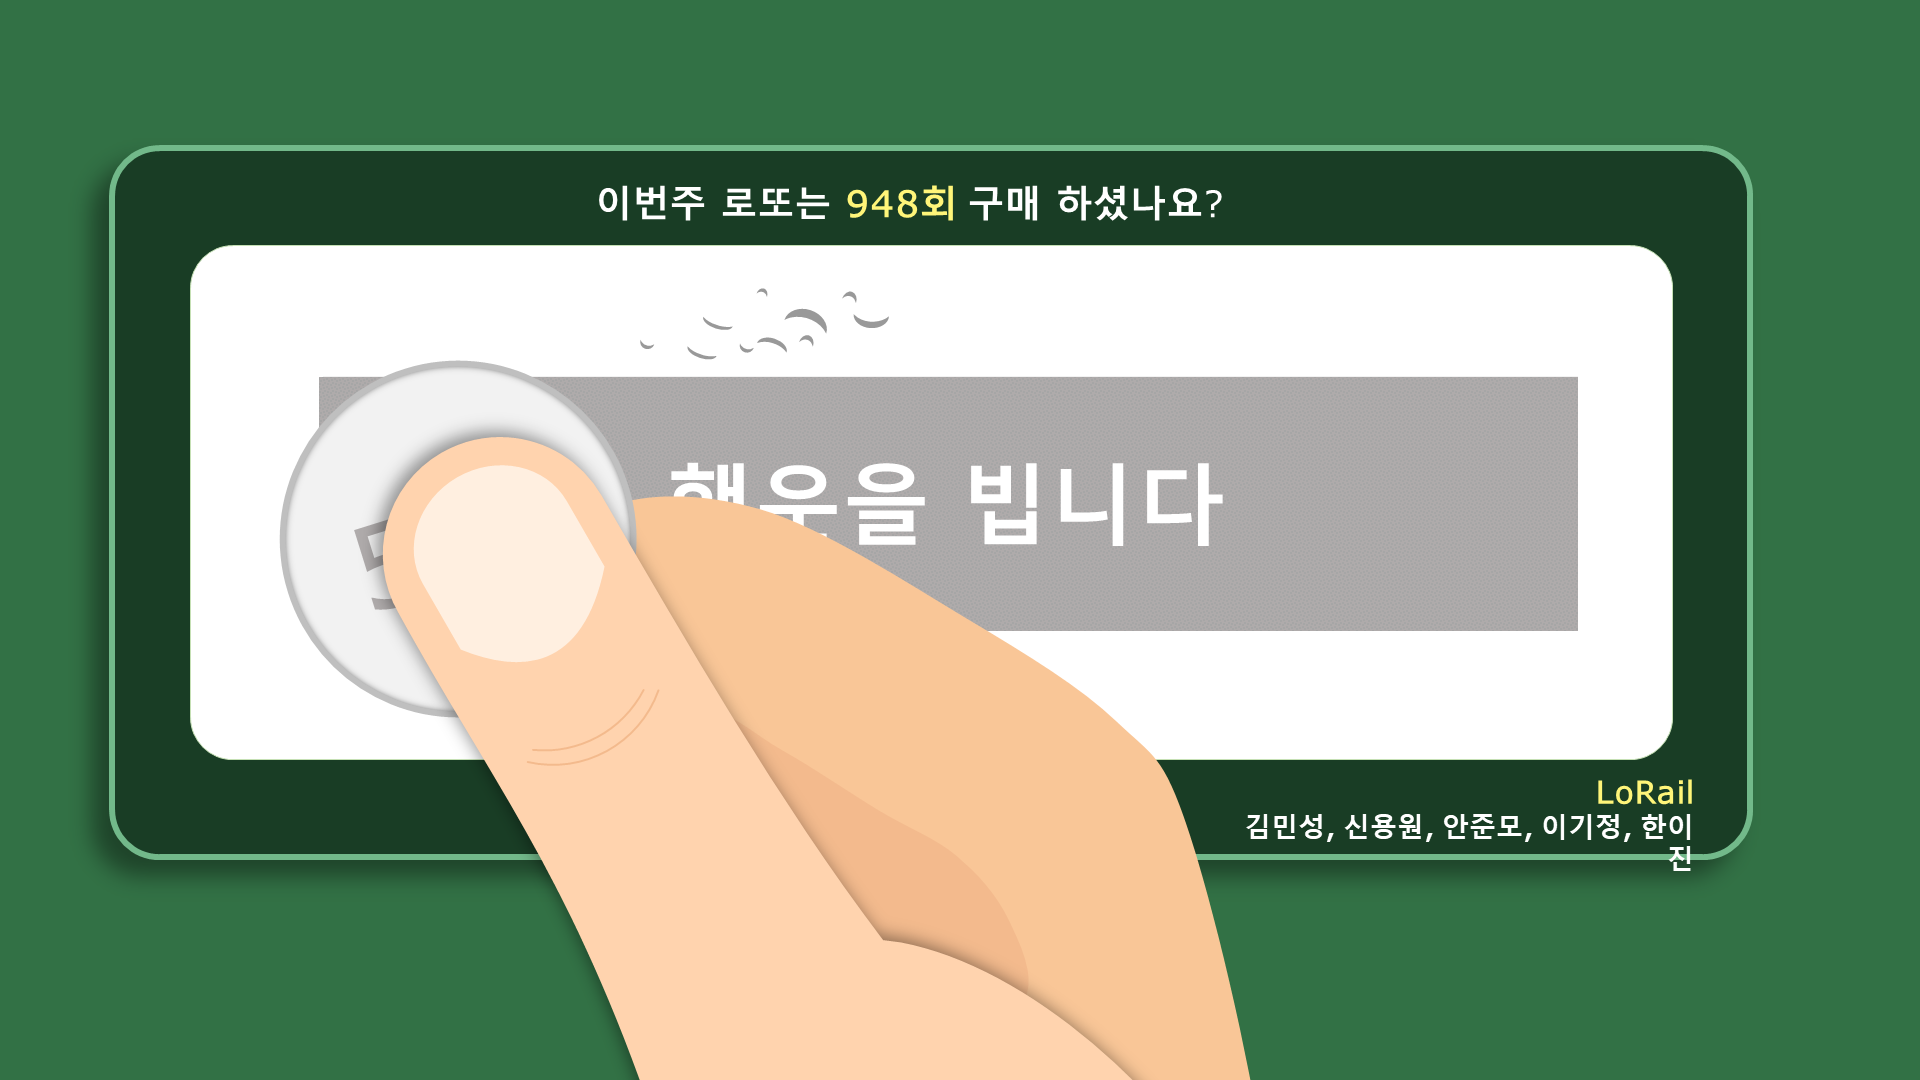 이번주 로또는 948회 구매 하셨나요?
행운을 빕니다
LoRail
김민성, 신용원, 안준모, 이기정, 한이
진